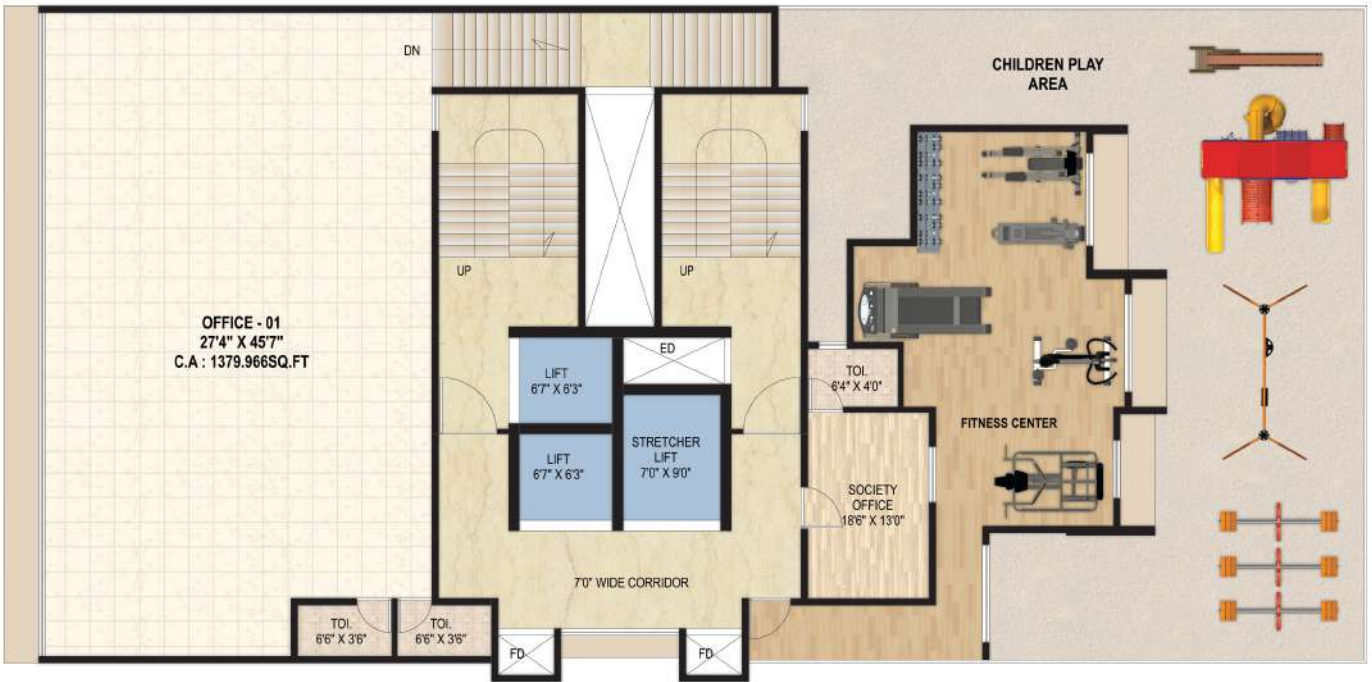 DN
CHILDREN PLAY
AREA
UP
UP
OFFICE - 01
27'4" X 45'7"
C.A : 1379.966SQ.FT
ED
LIFT
6'7" X 6'3"
TOI.
6'4" X 4'0"
FITNESS CENTER
STRETCHER
LIFT
7'0" X 9'0"
LIFT
6'7" X 6'3"
SOCIETY
OFFICE
18'6" X 13'0"
7'0" WIDE CORRIDOR
TOI.
6'6" X 3'6"
TOI.
6'6" X 3'6"
FD
FD